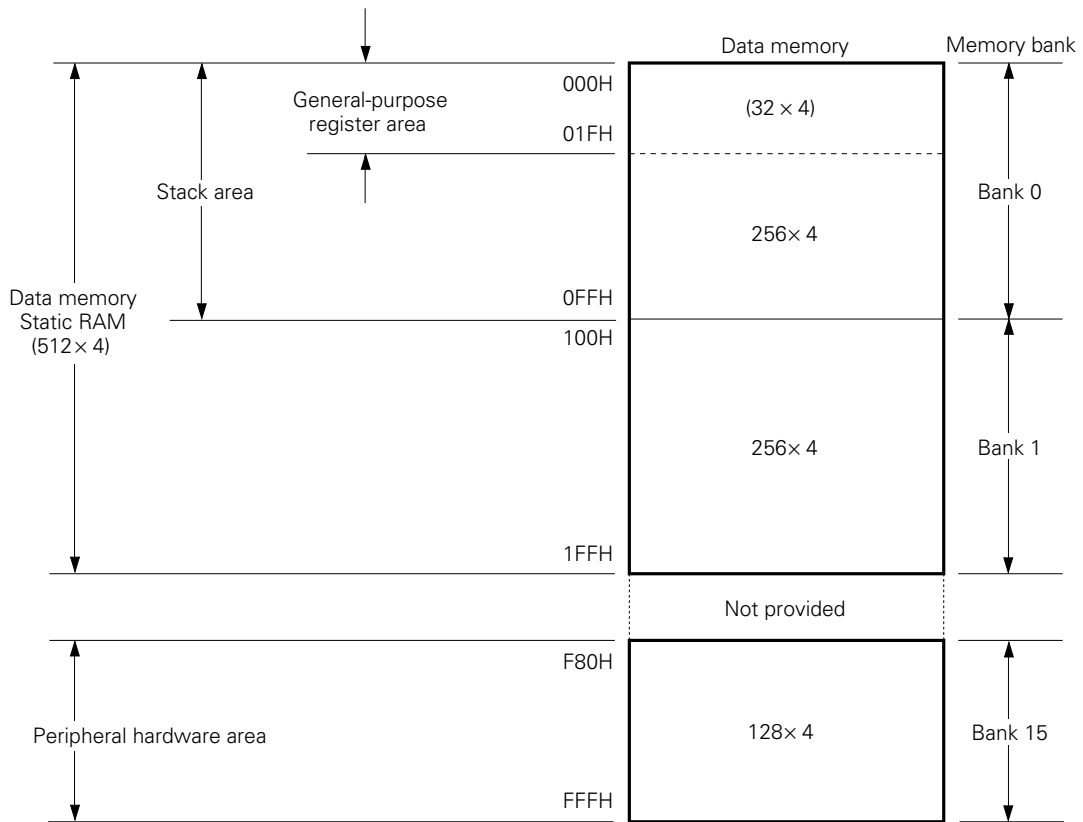 Data memory
Memory bank
000H
(32 × 4)
General-purpose
register area
01FH
Stack area
Bank 0
256× 4
0FFH
Data memory
Static RAM
(512× 4)
100H
256× 4
Bank 1
1FFH
Not provided
F80H
Peripheral hardware area
128× 4
Bank 15
FFFH